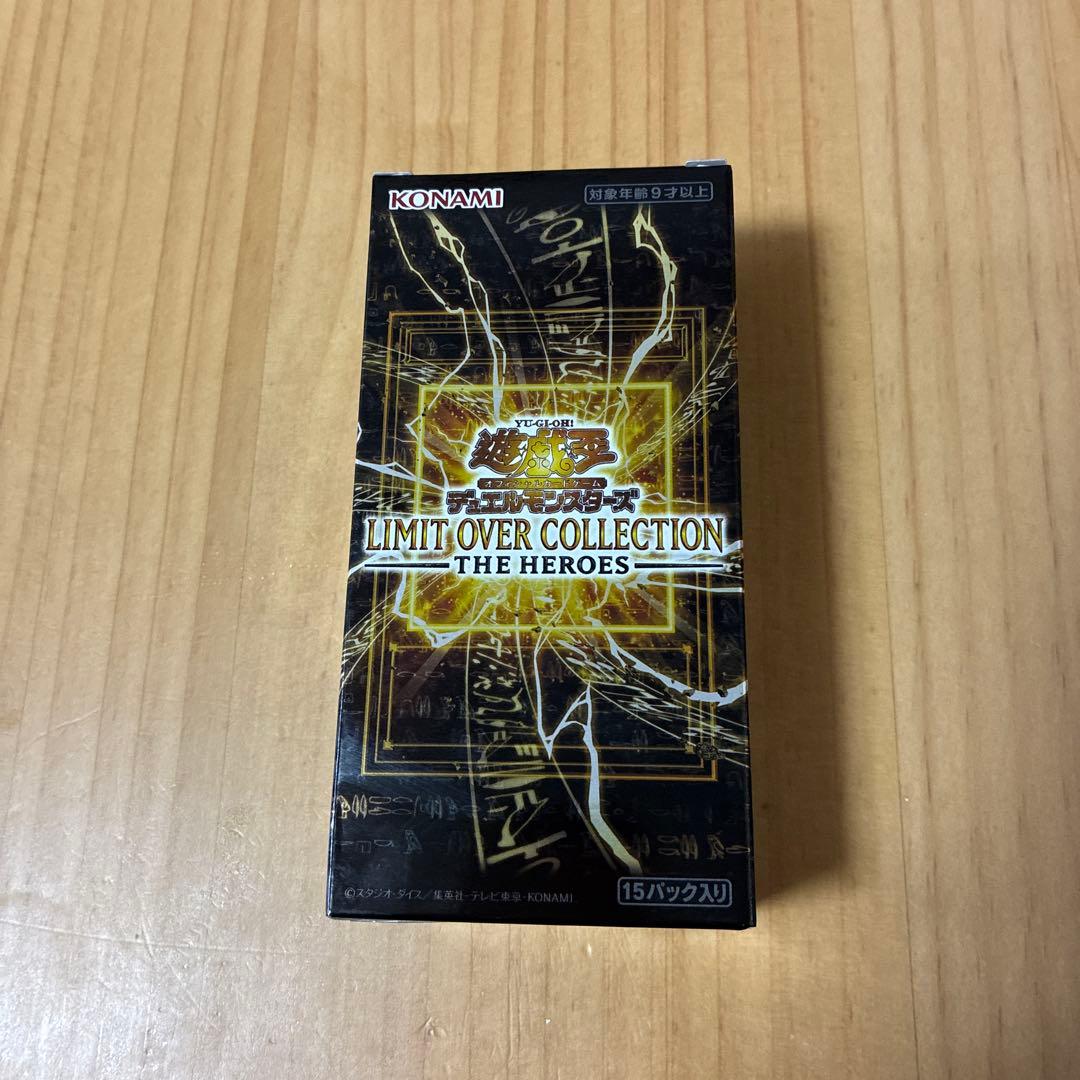 KONAMI
対象年齢9才以上
YU-GI-OH!
遊戯王
オフィシャルカードゲーム
デュエルモンスターズ
LIMIT OVER COLLECTION
THE HEROES
©スタジオ・ダイス/集英社・テレビ東京・KONAMI
15パック入り